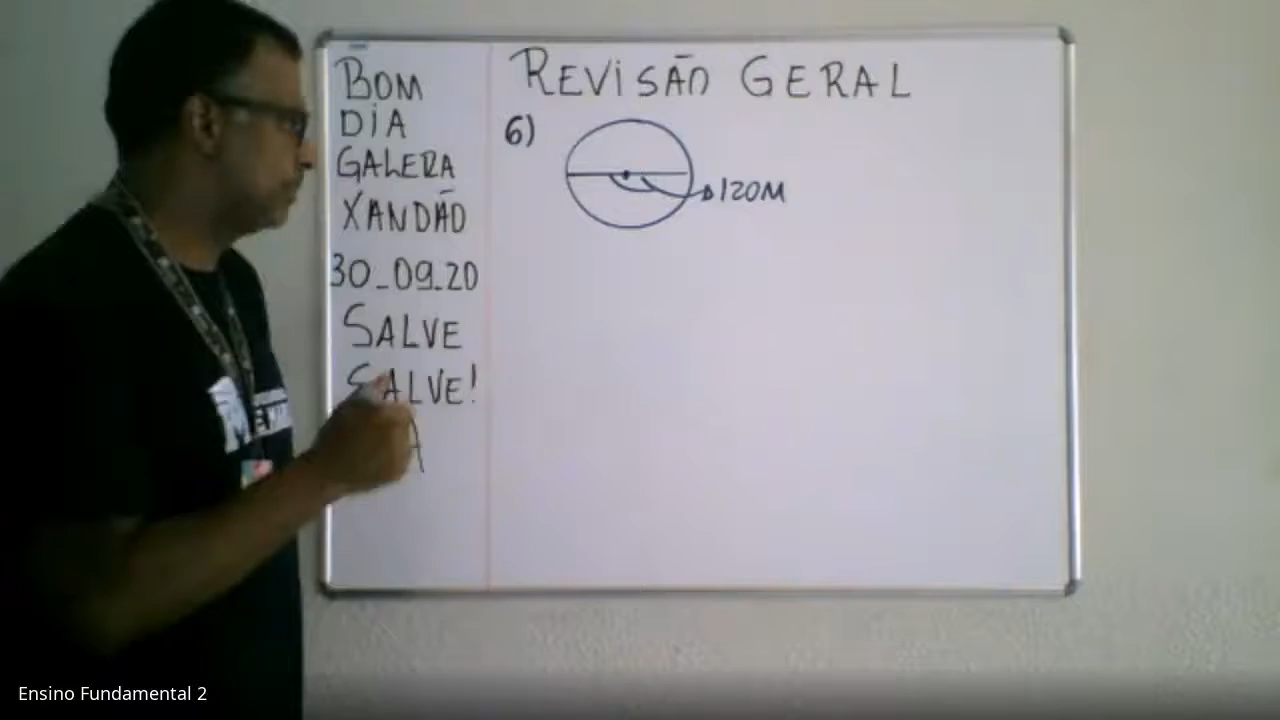 BOM
DIA
GALERA
XANDÃO
30_09_20
SALVE
SALVE!
A
REVISÃO GERAL
6)
120M
Ensino Fundamental 2